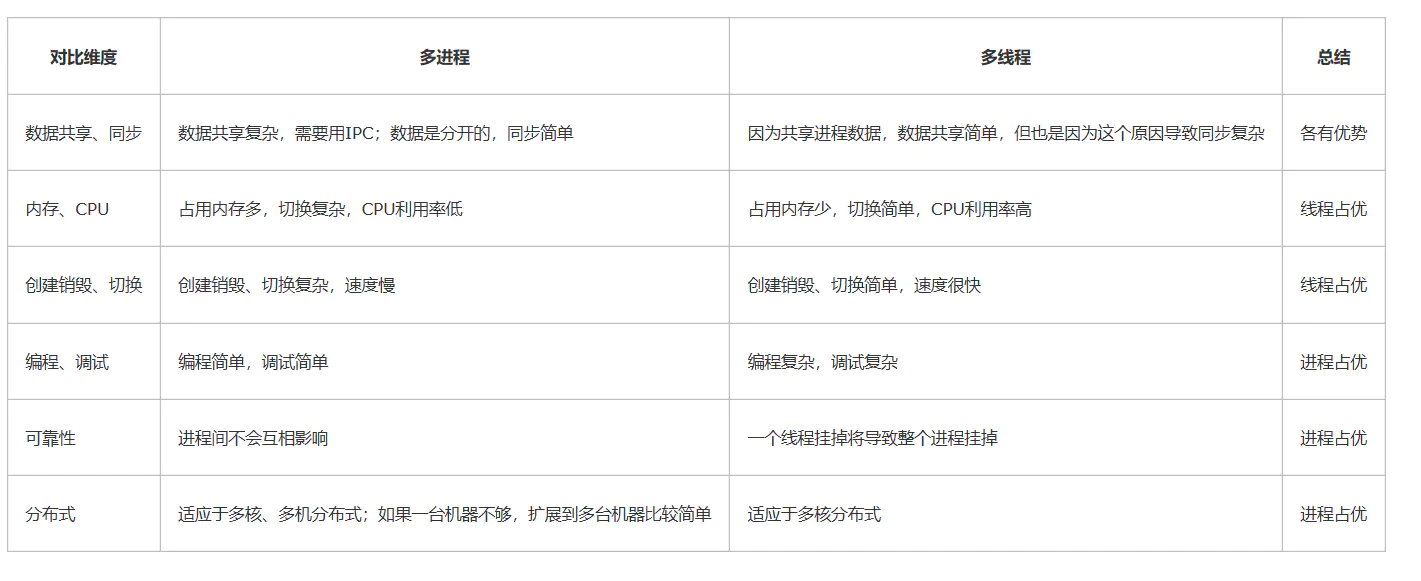 对比维度 多进程 多线程 总结
数据共享、同步 数据共享复杂，需要用IPC；数据是分开的，同步简单 因为共享进程数据，数据共享简单，但也是因为这个原因导致同步复杂 各有优势
内存、CPU 占用内存多，切换复杂，CPU利用率低 占用内存少，切换简单，CPU利用率高 线程占优
创建销毁、切换 创建销毁、切换复杂，速度慢 创建销毁、切换简单，速度很快 线程占优
编程、调试 编程简单，调试简单 编程复杂，调试复杂 进程占优
可靠性 进程间不会互相影响 一个线程挂掉将导致整个进程挂掉 进程占优
分布式 适应于多核、多机分布式；如果一台机器不够，扩展到多台机器比较简单 适应于多核分布式 进程占优